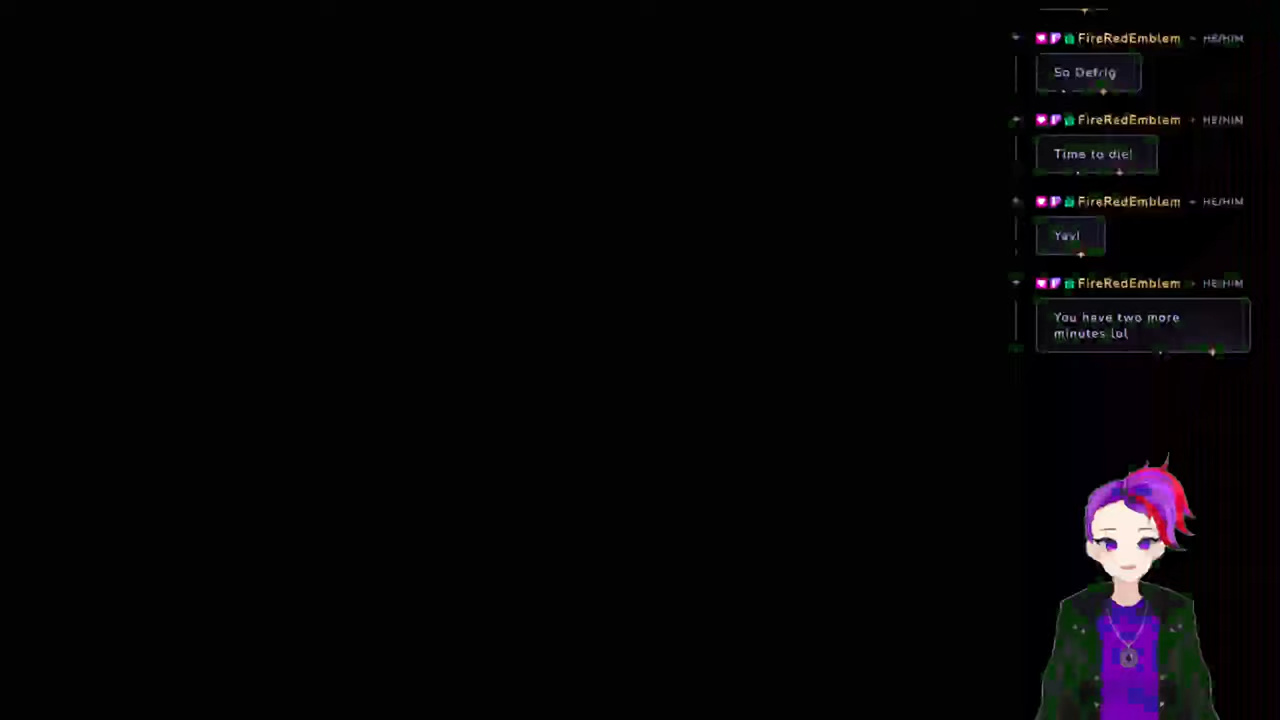 FireRedEmblem HE/HIM
So Defrig
FireRedEmblem HE/HIM
Time to die!
FireRedEmblem HE/HIM
Yay!
FireRedEmblem HE/HIM
You have two more
minutes lol